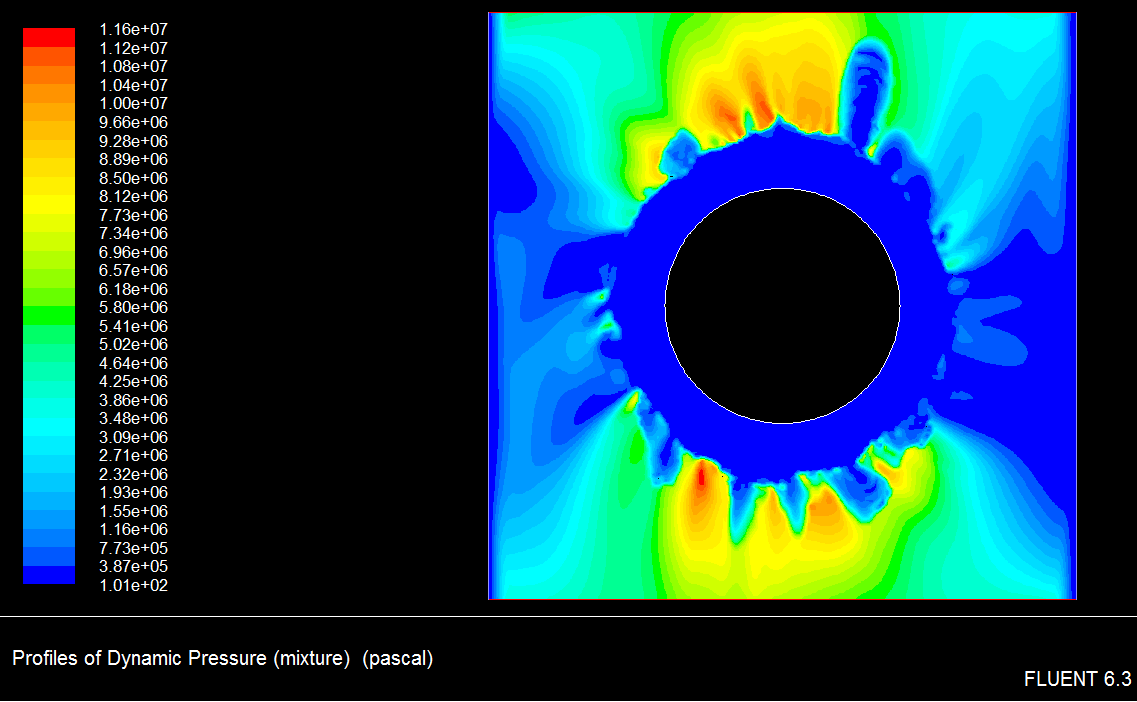 1.16e+07
1.12e+07
1.08e+07
1.04e+07
1.00e+07
9.66e+06
9.28e+06
8.89e+06
8.50e+06
8.12e+06
7.73e+06
7.34e+06
6.96e+06
6.57e+06
6.18e+06
5.80e+06
5.41e+06
5.02e+06
4.64e+06
4.25e+06
3.86e+06
3.48e+06
3.09e+06
2.71e+06
2.32e+06
1.93e+06
1.55e+06
1.16e+06
7.73e+05
3.87e+05
1.01e+02
Profiles of Dynamic Pressure (mixture)  (pascal)
FLUENT 6.3